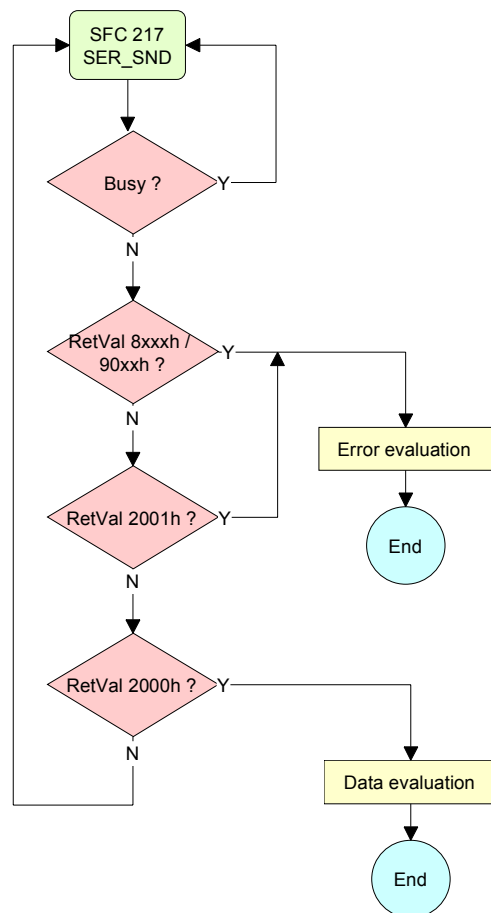 SFC 217
SER_SND
Busy ?
Y
N
RetVal 8xxxh /
90xxh ?
Y
N
Error evaluation
RetVal 2001h ?
Y
End
N
RetVal 2000h ?
Y
N
Data evaluation
End